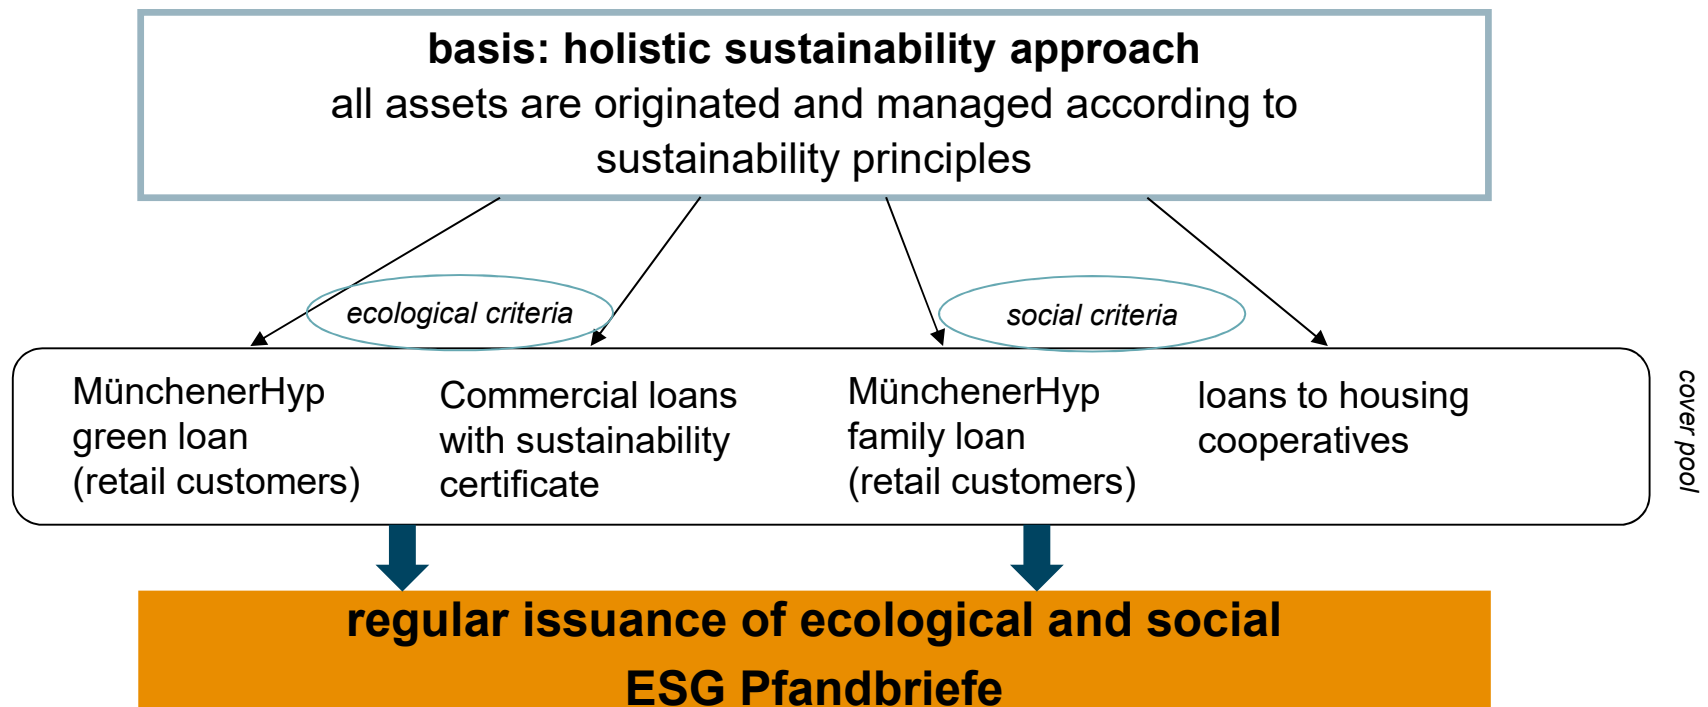 basis: holistic sustainability approach
all assets are originated and managed according to
sustainability principles
ecological criteria
social criteria
MünchenerHyp
green loan
(retail customers)
Commercial loans
with sustainability
certificate
MünchenerHyp
family loan
(retail customers)
loans to housing
cooperatives
cover pool
regular issuance of ecological and social
ESG Pfandbriefe